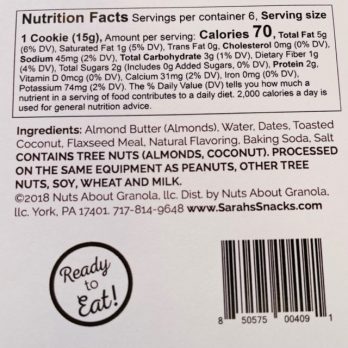 Nutrition Facts Servings per container 6, Serving size
1 Cookie (15g), Amount per serving: Calories 70, Total Fat 5g
(6% DV), Saturated Fat 1g (5% DV), Trans Fat 0g, Cholesterol 0mg (0% DV),
Sodium 45mg (2% DV), Total Carbohydrate 3g (1% DV), Dietary Fiber 1g
(4% DV), Total Sugars 2g (Includes 0g Added Sugars, 0% DV), Protein 2g,
Vitamin D 0mcg (0% DV), Calcium 31mg (2% DV), Iron 0mg (0% DV),
Potassium 74mg (2% DV). The % Daily Value (DV) tells you how much a
nutrient in a serving of food contributes to a daily diet. 2,000 calories a day is
used for general nutrition advice.
Ingredients: Almond Butter (Almonds), Water, Dates, Toasted
Coconut, Flaxseed Meal, Natural Flavoring, Baking Soda, Salt
CONTAINS TREE NUTS (ALMONDS, COCONUT). PROCESSED
ON THE SAME EQUIPMENT AS PEANUTS, OTHER TREE
NUTS, SOY, WHEAT AND MILK.
©2018 Nuts About Granola, llc. Dist. by Nuts About Granola,
llc. York, PA 17401. 717-814-9648 www.SarahsSnacks.com
Ready
to
Eat!
8 50575 00409 1